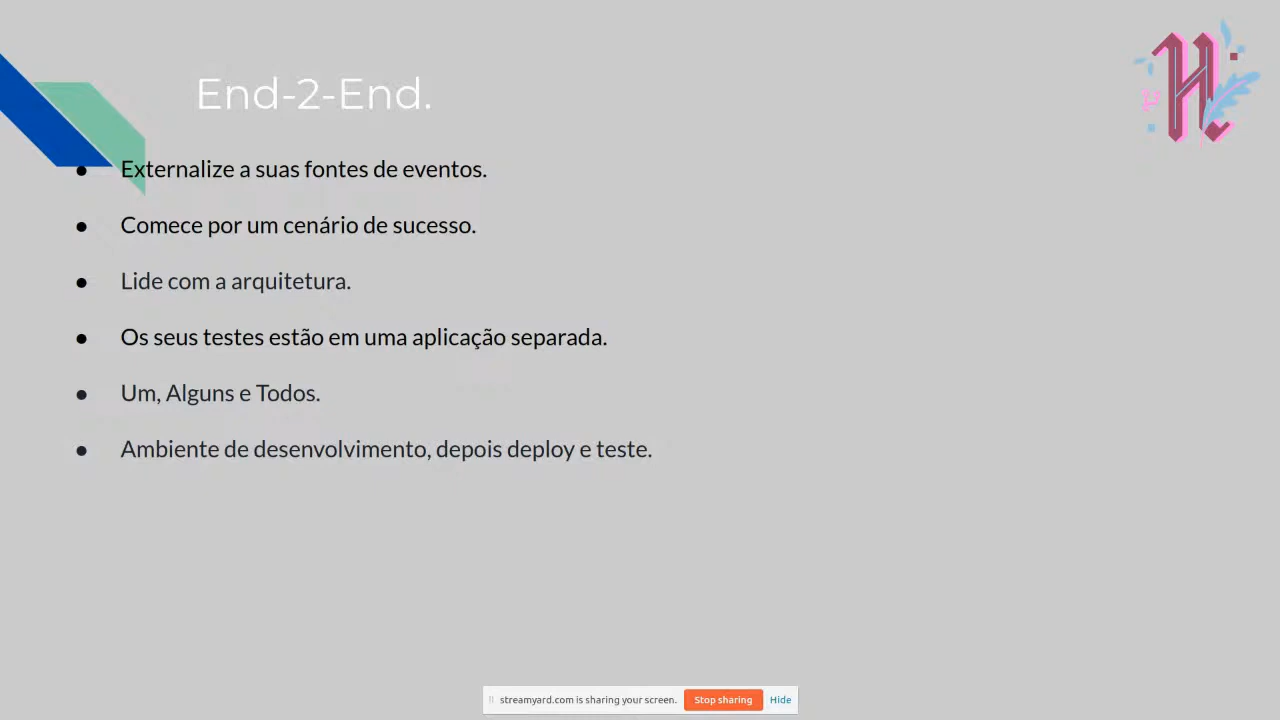 End-2-End.
● Externalize a suas fontes de eventos.
● Comece por um cenário de sucesso.
● Lide com a arquitetura.
● Os seus testes estão em uma aplicação separada.
● Um, Alguns e Todos.
● Ambiente de desenvolvimento, depois deploy e teste.
streamyard.com is sharing your screen. Stop sharing Hide